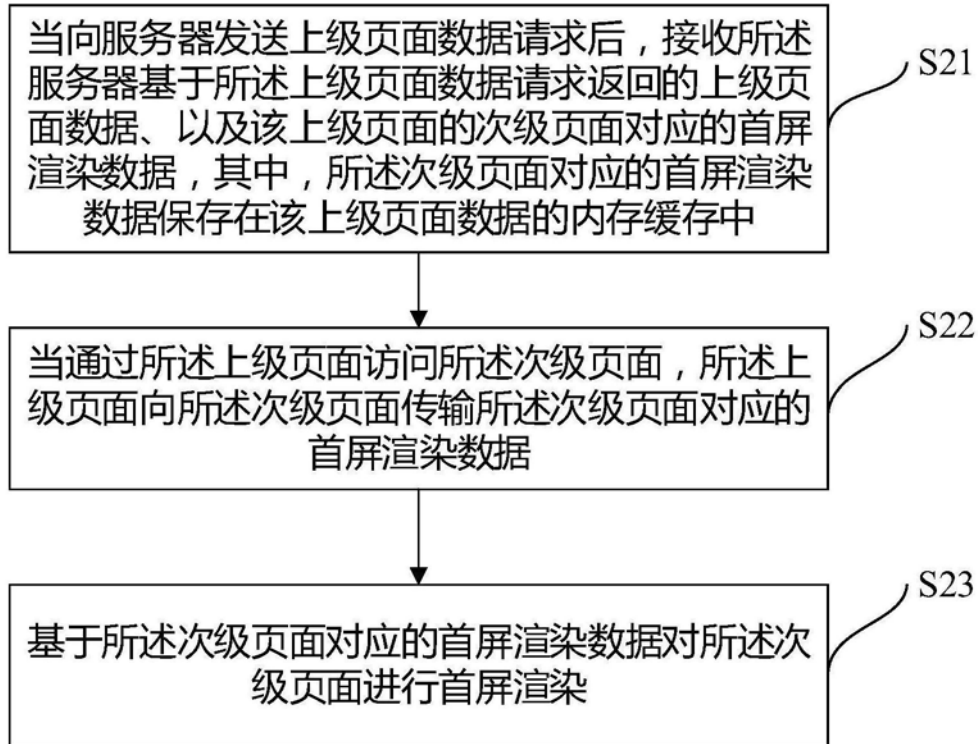 当向服务器发送上级页面数据请求后，接收所述
服务器基于所述上级页面数据请求返回的上级页
面数据、以及该上级页面的次级页面对应的首屏
渲染数据，其中，所述次级页面对应的首屏渲染
数据保存在该上级页面数据的内存缓存中
S21
当通过所述上级页面访问所述次级页面，所述上
级页面向所述次级页面传输所述次级页面对应的
首屏渲染数据
S22
基于所述次级页面对应的首屏渲染数据对所述次
级页面进行首屏渲染
S23